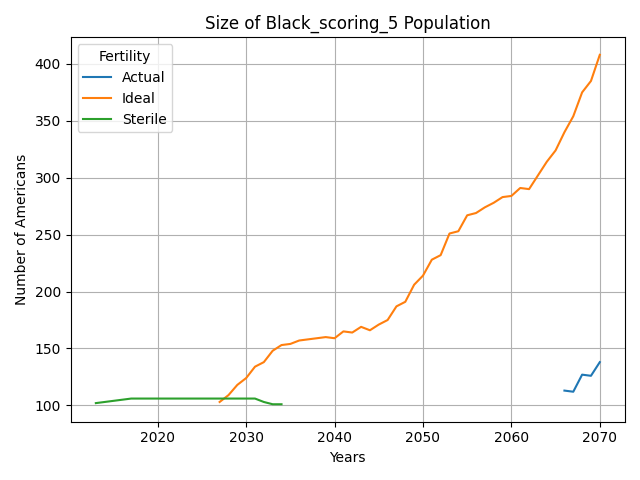 Size of Black_scoring_5 Population
Fertility
Actual
Ideal
Sterile
Number of Americans
400
350
300
250
200
150
100
2020 2030 2040 2050 2060 2070
Years